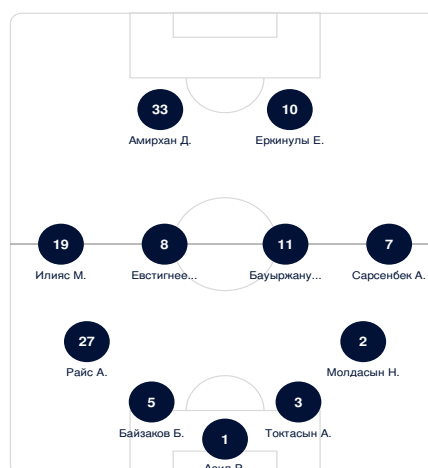 33 10
Амирхан Д. Еркинулы Е.
19 8 11 7
Илияс М. Евстигнее... Бауыржану... Сарсенбек А.
27 2
Райс А. Молдасын Н.
5 3
Байзаков Б. Токтасын А.
1